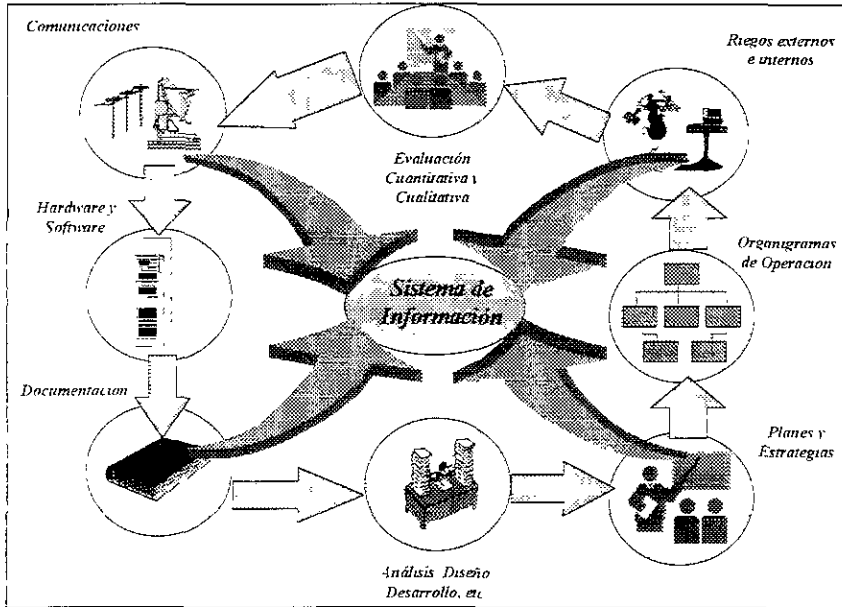 Comunicaciones
Riegos externos
e internos
Evaluación
Cuantitativa y
Cualitativa
Hardware y
Software
Organigramas
de Operacion
Sistema de
Información
Documentacion
Planes y
Estrategias
Análisis Diseño
Desarrollo, etc